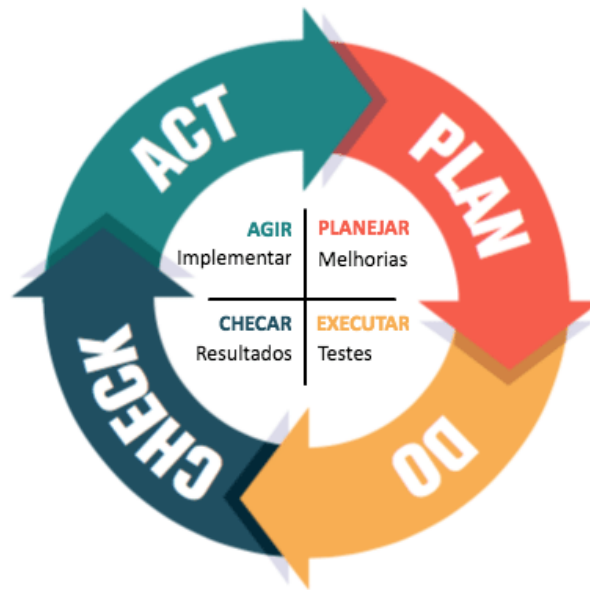 ACT
PLAN
AGIR
Implementar
PLANEJAR
Melhorias
CHECAR
Resultados
EXECUTAR
Testes
CHECK
DO